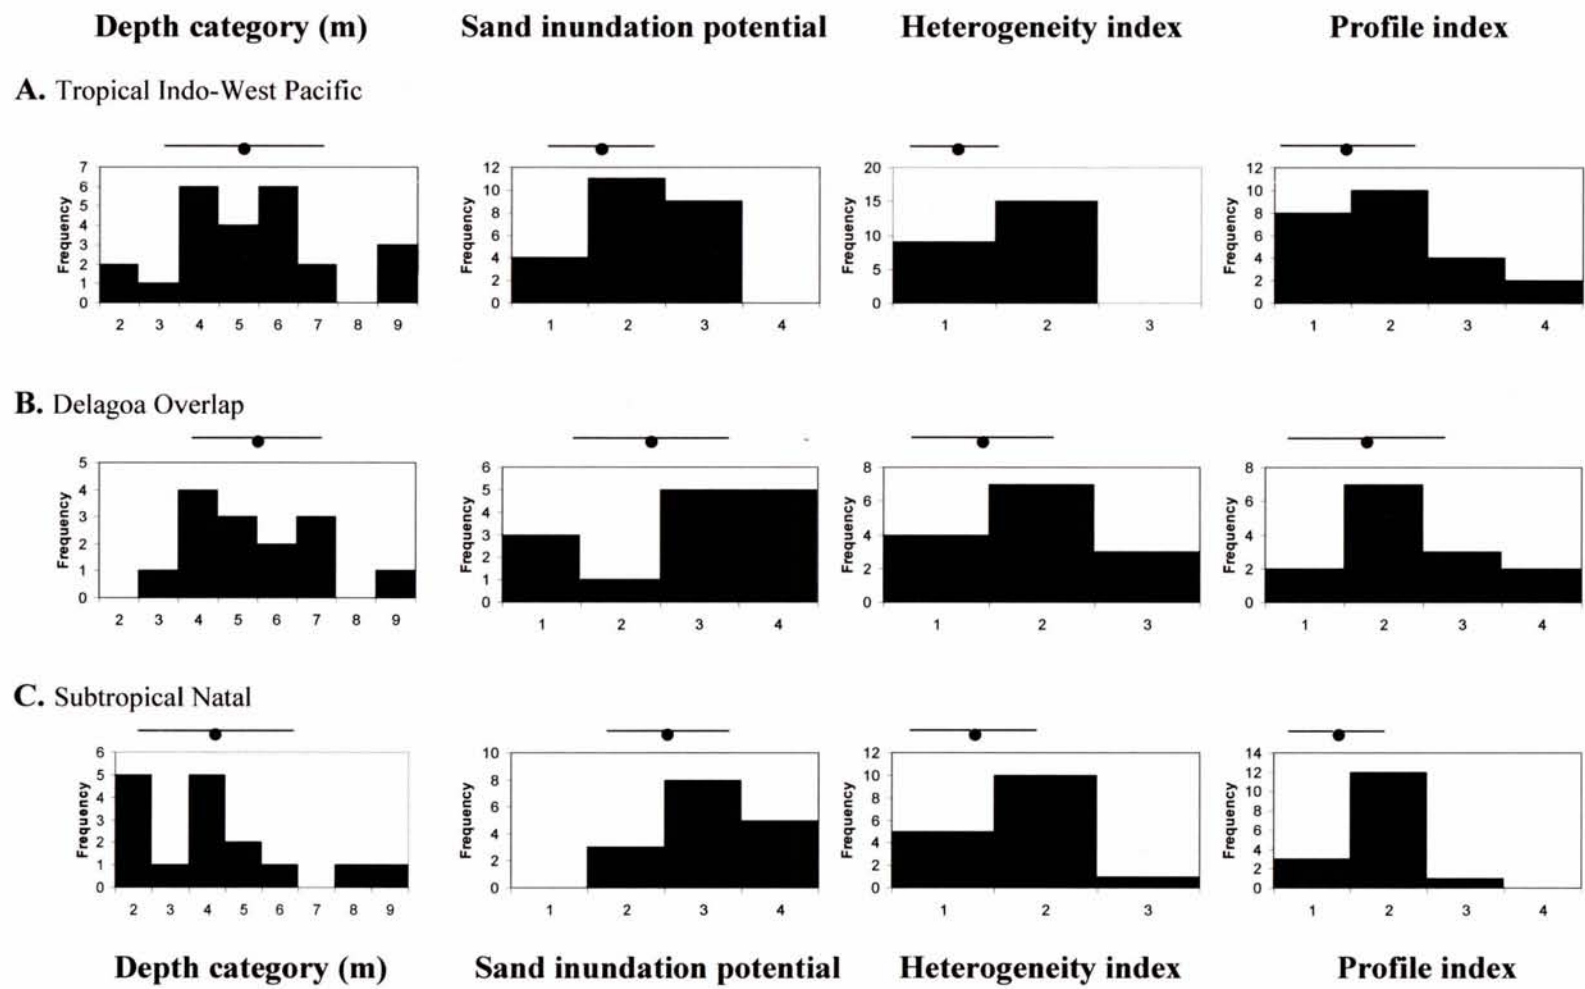 Depth category (m) Sand inundation potential Heterogeneity index Profile index
A. Tropical Indo-West Pacific
Frequency 7 6 5 4 3 2 1 0
2 3 4 5 6 7 8 9
Frequency 12 10 8 6 4 2 0
1 2 3 4
Frequency 20 15 10 5 0
1 2 3
Frequency 12 10 8 6 4 2 0
1 2 3 4
B. Delagoa Overlap
Frequency 5 4 3 2 1 0
2 3 4 5 6 7 8 9
Frequency 6 5 4 3 2 1 0
1 2 3 4
Frequency 8 6 4 2 0
1 2 3
Frequency 8 6 4 2 0
1 2 3 4
C. Subtropical Natal
Frequency 6 5 4 3 2 1 0
2 3 4 5 6 7 8 9
Frequency 10 8 6 4 2 0
1 2 3 4
Frequency 12 10 8 6 4 2 0
1 2 3
Frequency 14 12 10 8 6 4 2 0
1 2 3 4
Depth category (m) Sand inundation potential Heterogeneity index Profile index